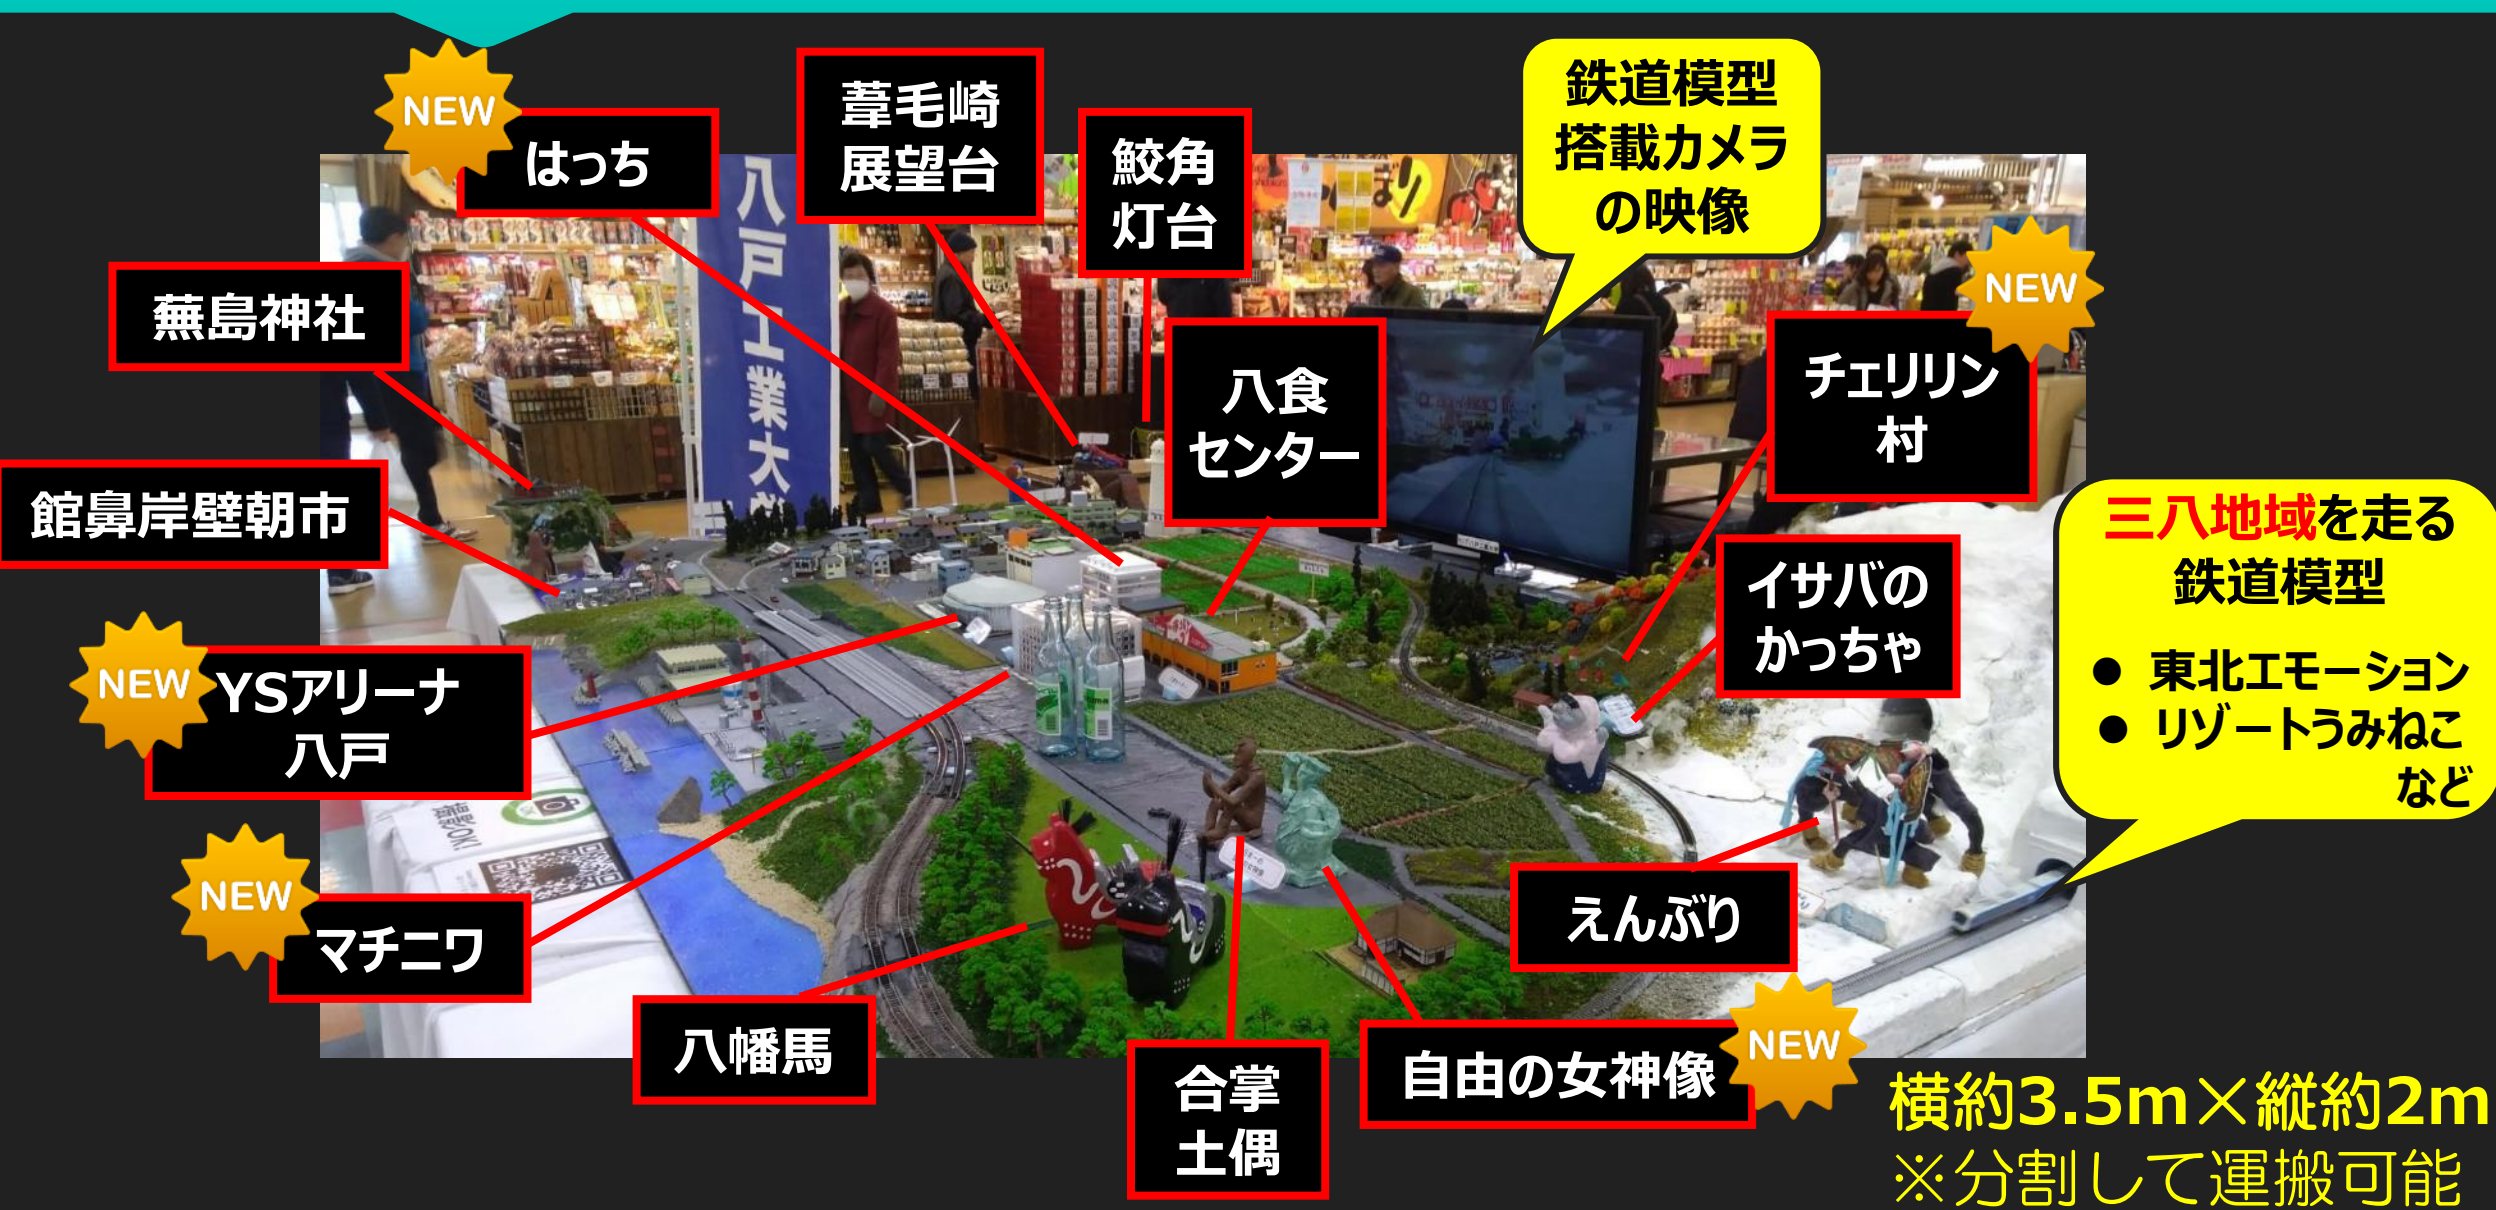 NEW
はっち
葦毛崎
展望台
鮫角
灯台
鉄道模型
搭載カメラ
の映像
蕪島神社
八戸工業大
NEW
チェリリン
村
八食
センター
館鼻岸壁朝市
イサバの
かっちゃ
三八地域を走る
鉄道模型
● 東北エモーション
● リゾートうみねこ
など
NEW
YSアリーナ
八戸
撮影OK!
NEW
マチニワ
えんぶり
八幡馬
合掌
土偶
自由の女神像
NEW
横約3.5m×縦約2m
※分割して運搬可能